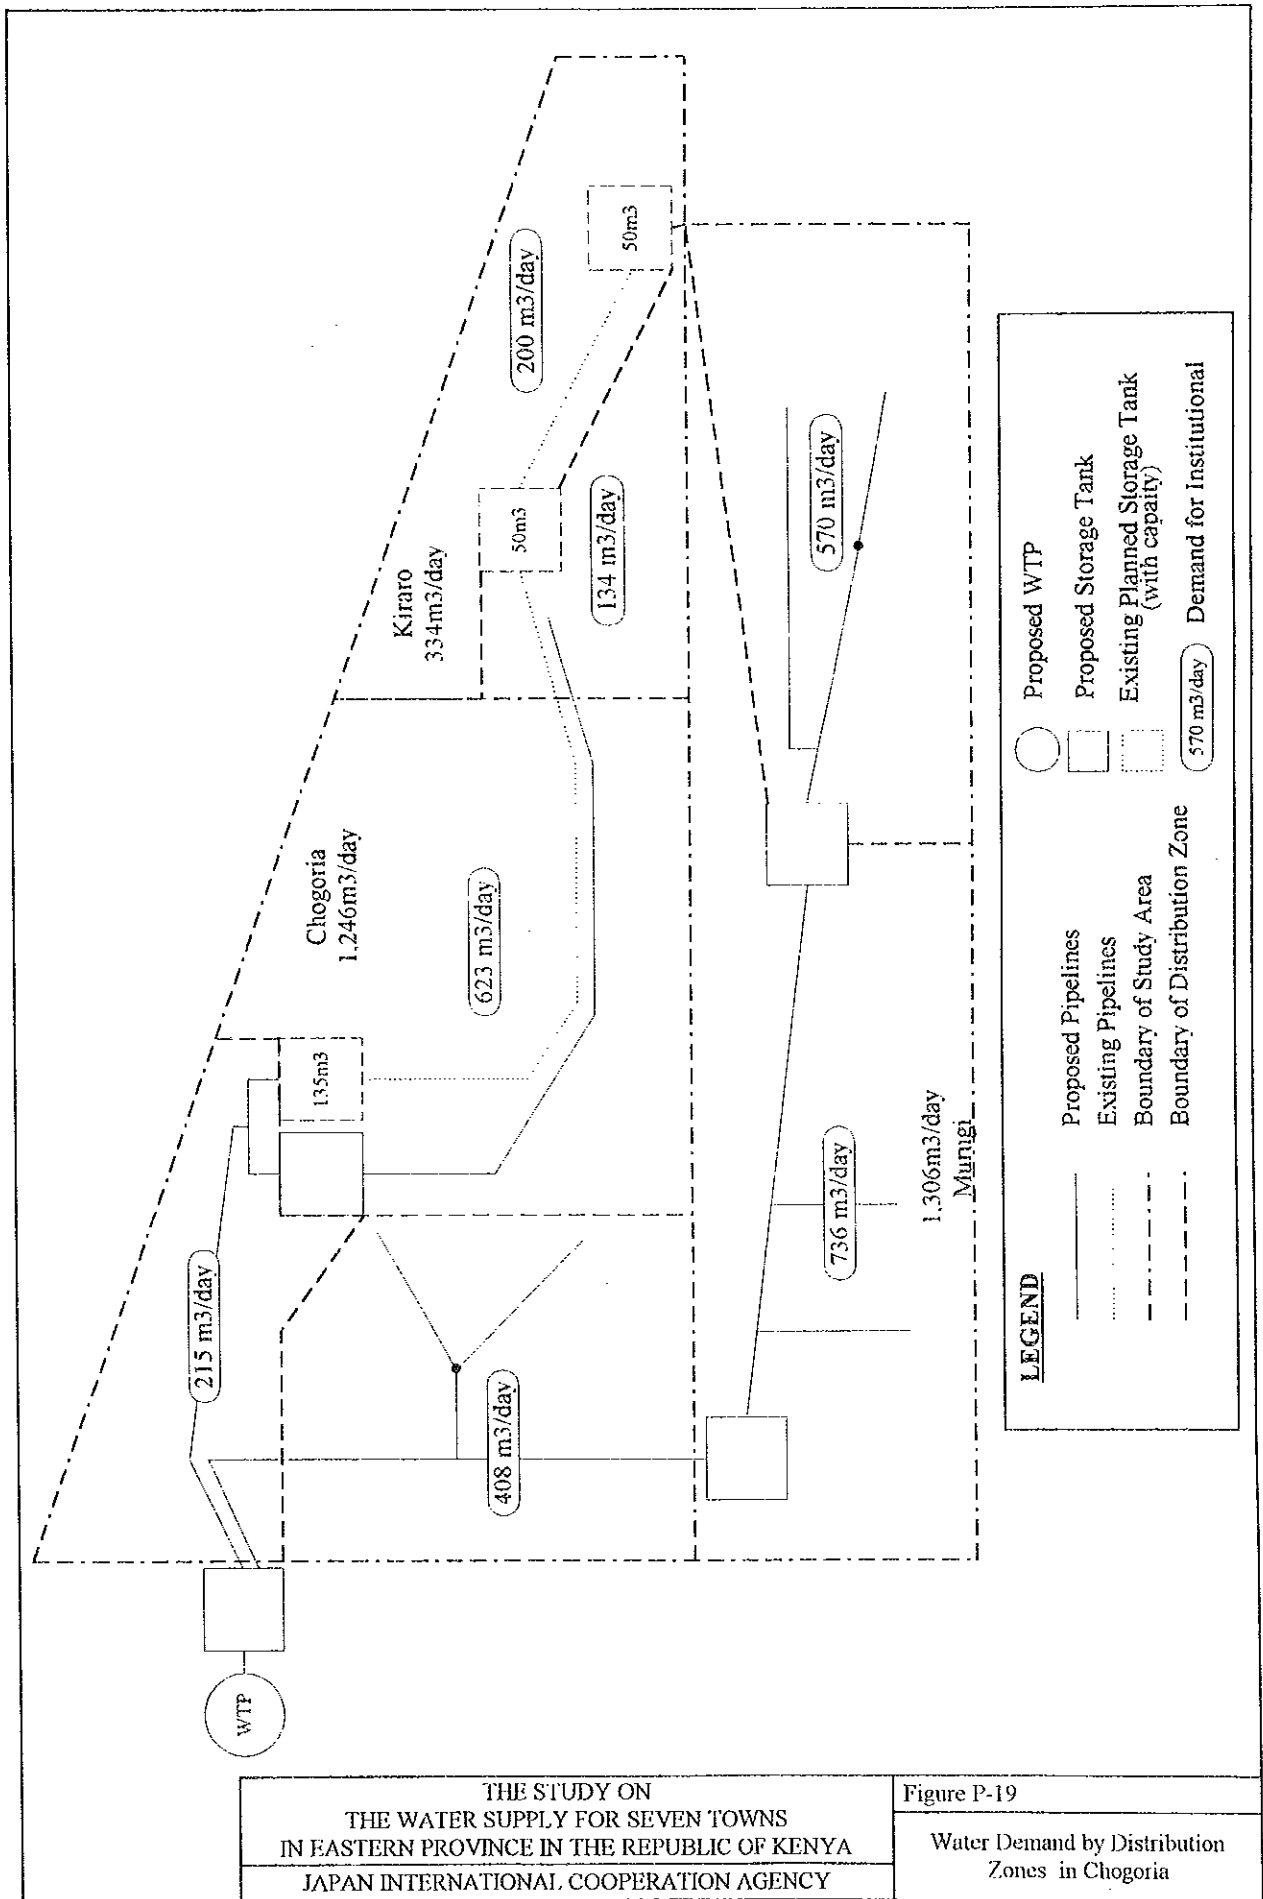 Kiraro
334m3/day
200 m3/day
50m3
50m3
134 m3/day
Chogoria
1,246m3/day
623 m3/day
135m3
215 m3/day
408 m3/day
570 m3/day
736 m3/day
1,306m3/day
Munigi
WTP
LEGEND
Proposed Pipelines
Existing Pipelines
Boundary of Study Area
Boundary of Distribution Zone
Proposed WTP
Proposed Storage Tank
Existing Planned Storage Tank
(with capaity)
570 m3/day Demand for Institutional
THE STUDY ON
THE WATER SUPPLY FOR SEVEN TOWNS
IN EASTERN PROVINCE IN THE REPUBLIC OF KENYA
JAPAN INTERNATIONAL COOPERATION AGENCY
Figure P-19
Water Demand by Distribution
Zones in Chogoria